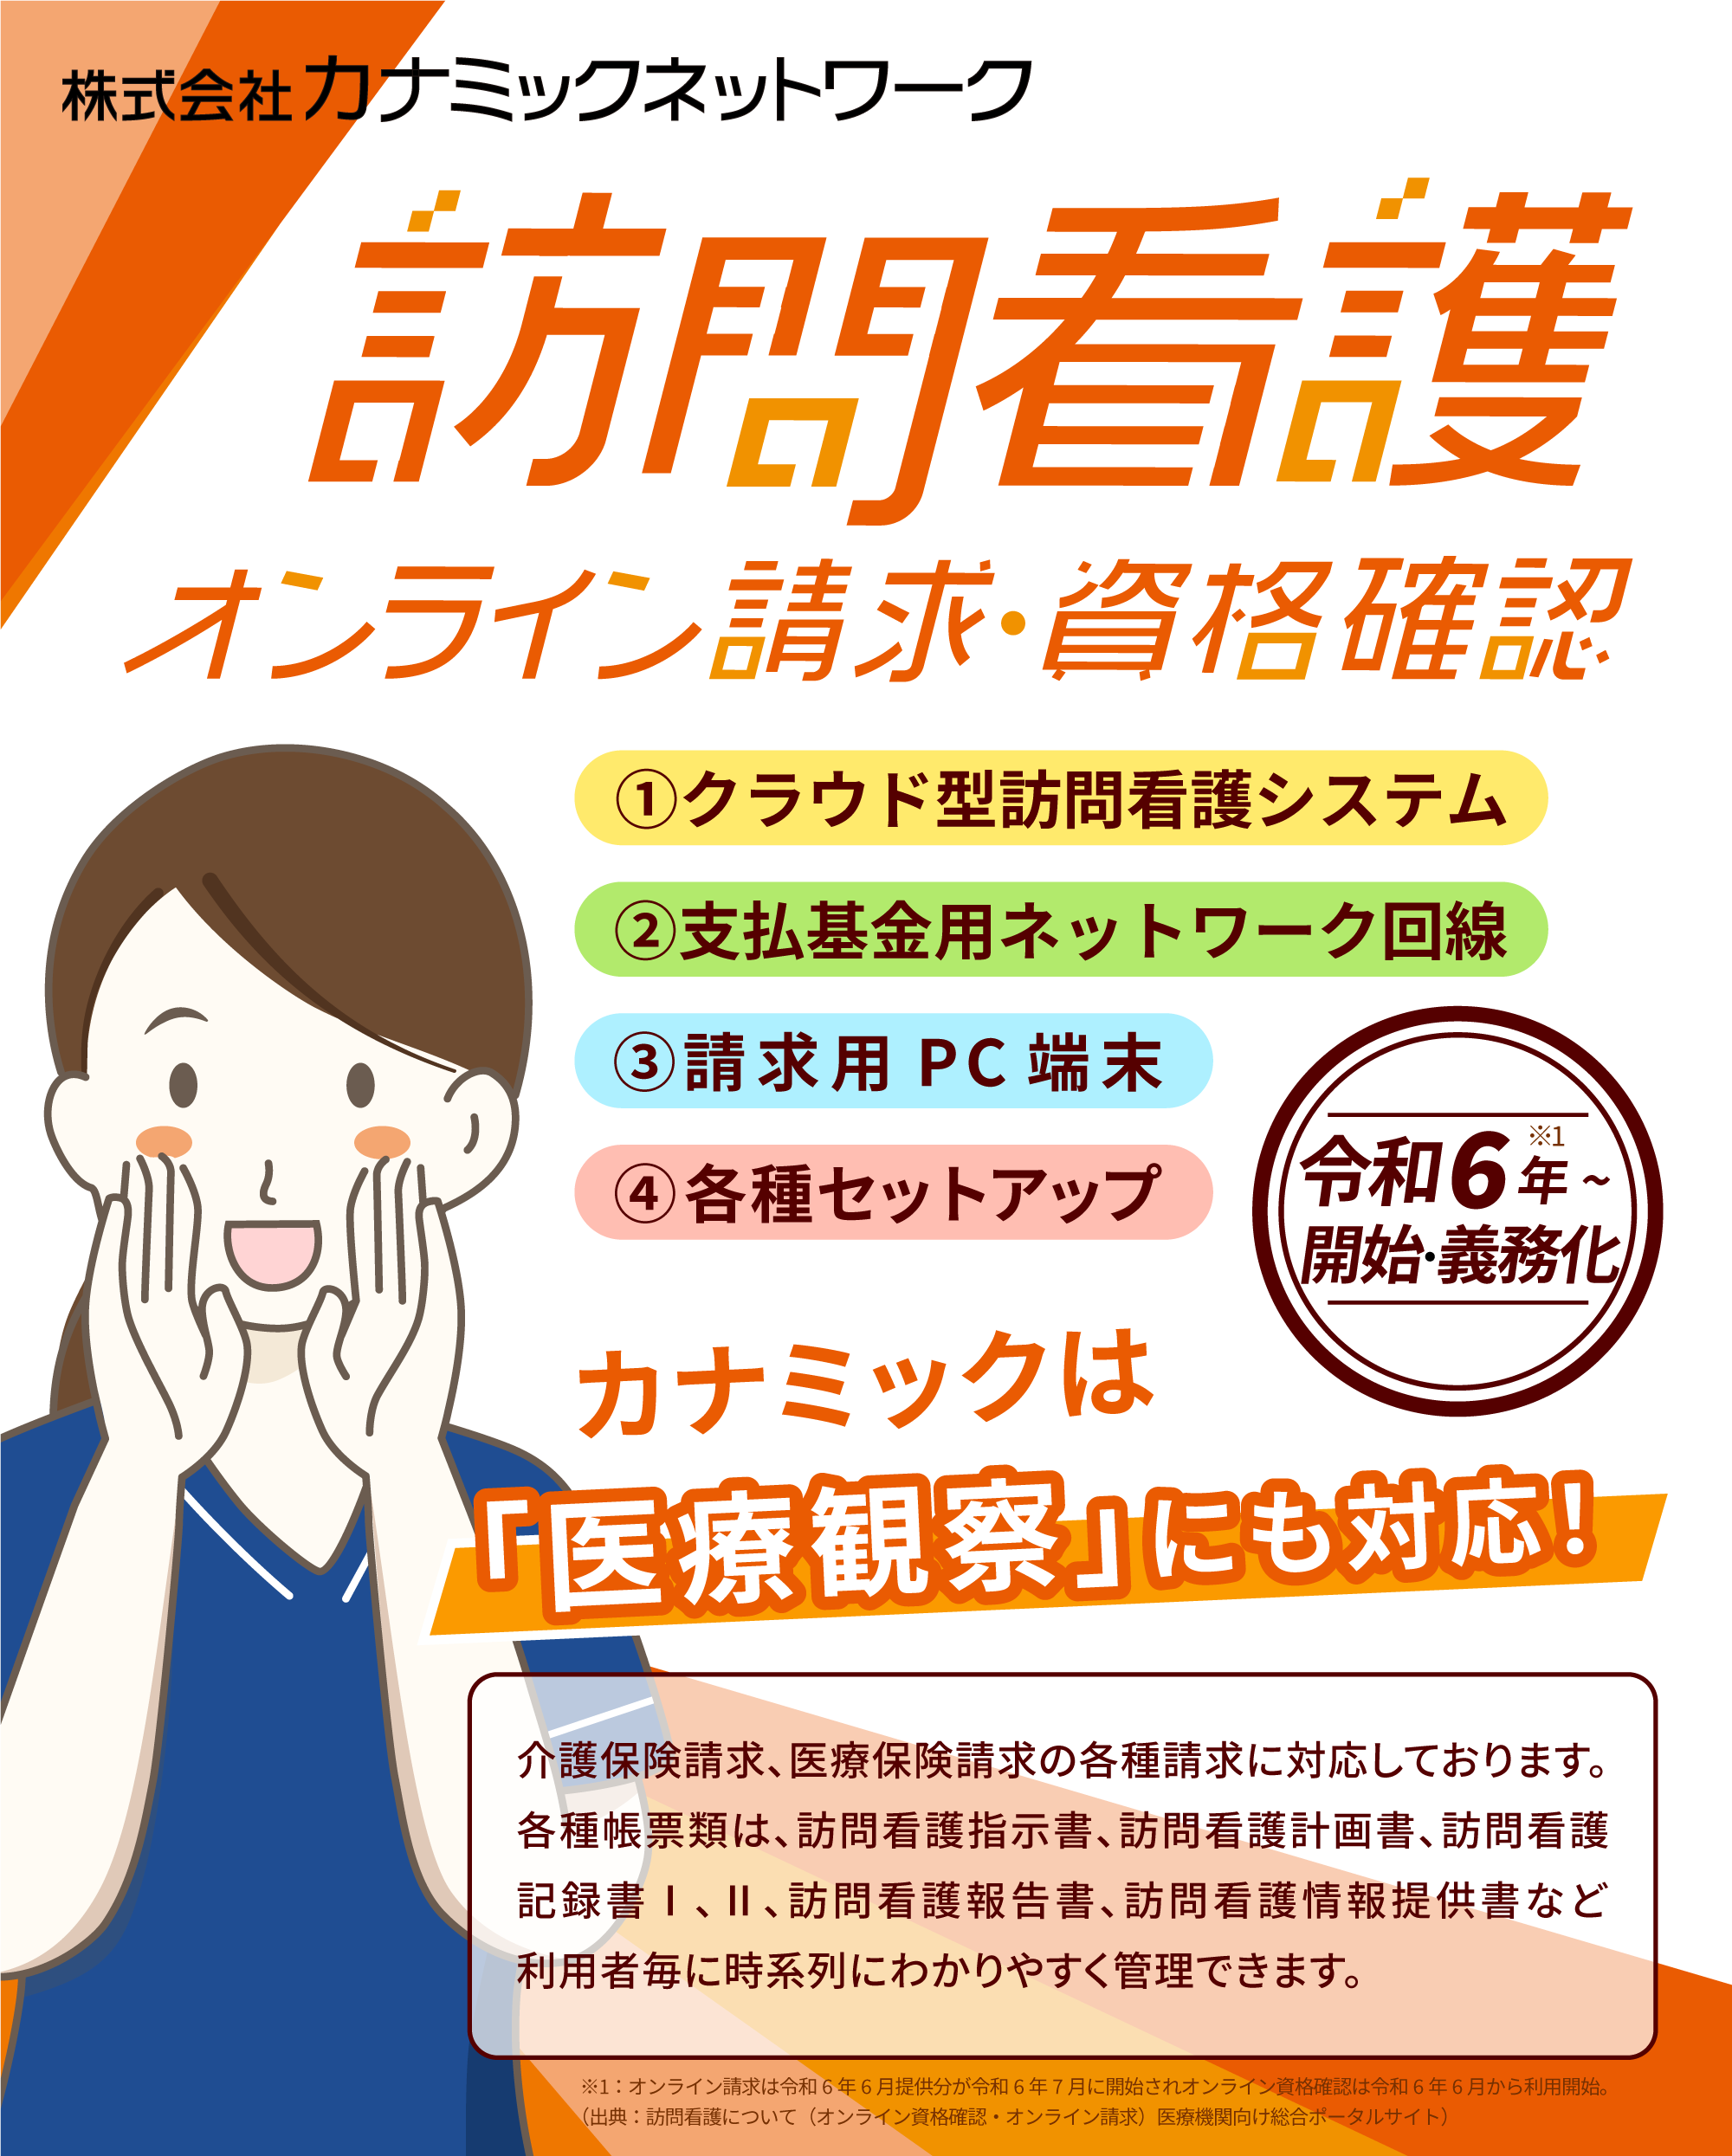 株式会社カナミックネットワーク
訪問看護
オンライン請求・資格確認
①クラウド型訪問看護システム
②支払基金用ネットワーク回線
③請求用PC端末
④各種セットアップ
※1
令和6年~
開始・義務化
カナミックは
「医療観察」にも対応!
介護保険請求、医療保険請求の各種請求に対応しております。
各種帳票類は、訪問看護指示書、訪問看護計画書、訪問看護
記録書Ⅰ、Ⅱ、訪問看護報告書、訪問看護情報提供書など
利用者毎に時系列にわかりやすく管理できます。
※1:オンライン請求は令和6年6月提供分が令和6年7月に開始されオンライン資格確認は令和6年6月から利用開始。
(出典:訪問看護について(オンライン資格確認・オンライン請求)医療機関向け総合ポータルサイト)